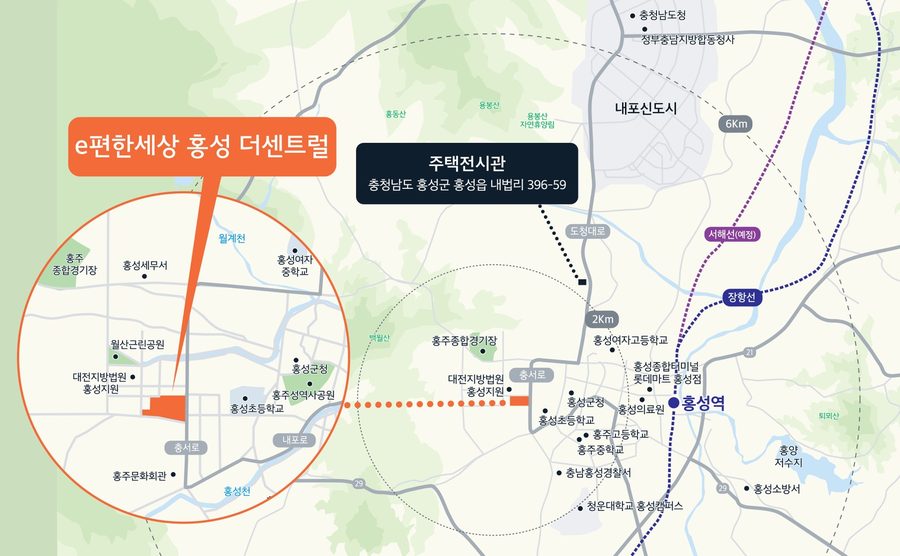 충청남도청
정부충남지방합동청사
내포신도시
6Km
홍동산
용봉산
용봉산
자연휴양림
e편한세상 홍성 더센트럴
주택전시관
충청남도 홍성군 홍성읍 내법리 396-59
도청대로
서해선(예정)
장항선
월계천
홍주
종합경기장
홍성세무서
홍성여자
중학교
월산근린공원
대전지방법원
홍성지원
홍성군청
홍주성역사공원
홍성초등학교
충서로
내포로
홍주문화회관
홍성천
29
백월산
2Km
홍주종합경기장
홍성여자고등학교
21
대전지방법원
홍성지원
충서로
홍성종합터미널
롯데마트 홍성점
홍성군청
홍성의료원
홍성역
홍성초등학교
홍주고등학교
홍주중학교
충남홍성경찰서
청운대학교 홍성캠퍼스
29
홍성소방서
홍양
저수지
퇴뫼산